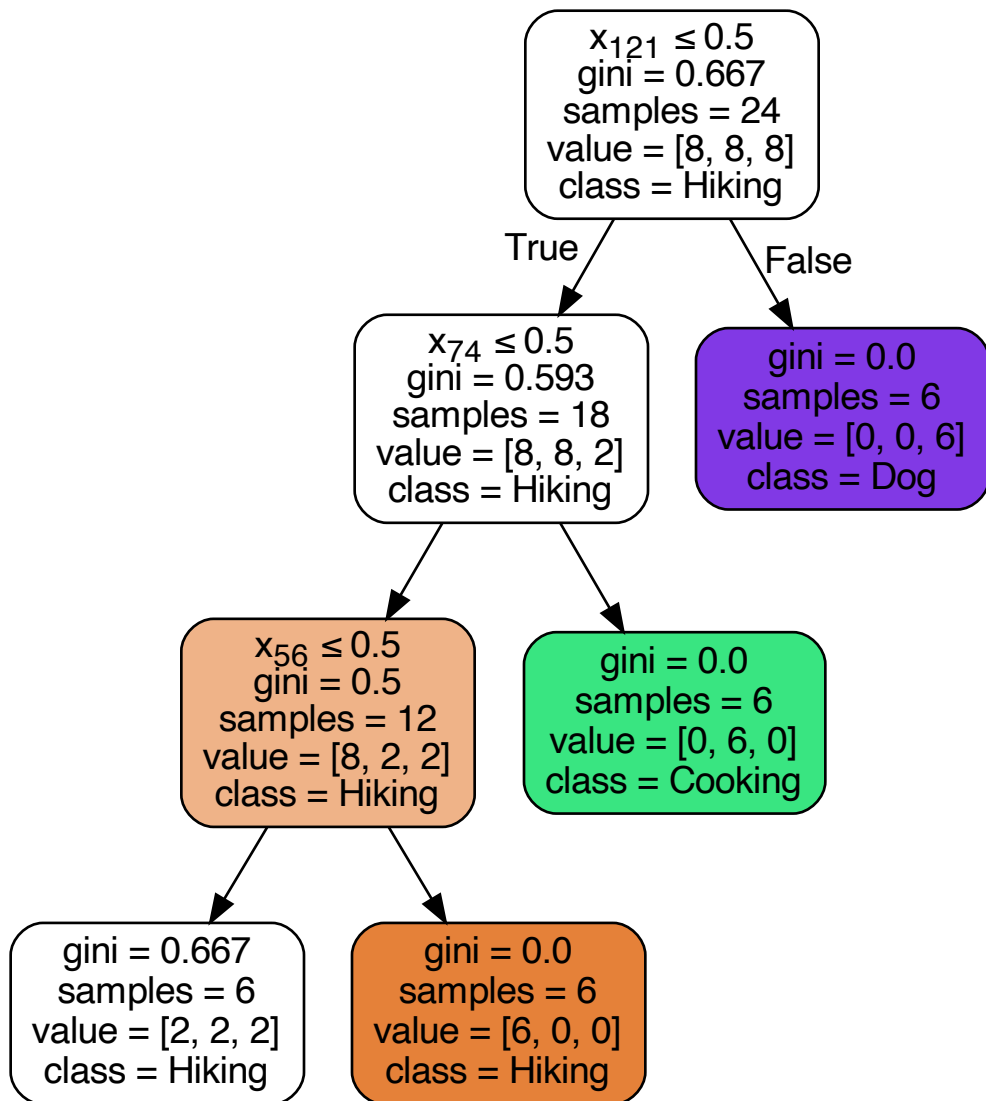 x₁₂₁ ≤ 0.5
gini = 0.667
samples = 24
value = [8, 8, 8]
class = Hiking
True
False
x₇₄ ≤ 0.5
gini = 0.593
samples = 18
value = [8, 8, 2]
class = Hiking
gini = 0.0
samples = 6
value = [0, 0, 6]
class = Dog
x₅₆ ≤ 0.5
gini = 0.5
samples = 12
value = [8, 2, 2]
class = Hiking
gini = 0.0
samples = 6
value = [0, 6, 0]
class = Cooking
gini = 0.667
samples = 6
value = [2, 2, 2]
class = Hiking
gini = 0.0
samples = 6
value = [6, 0, 0]
class = Hiking